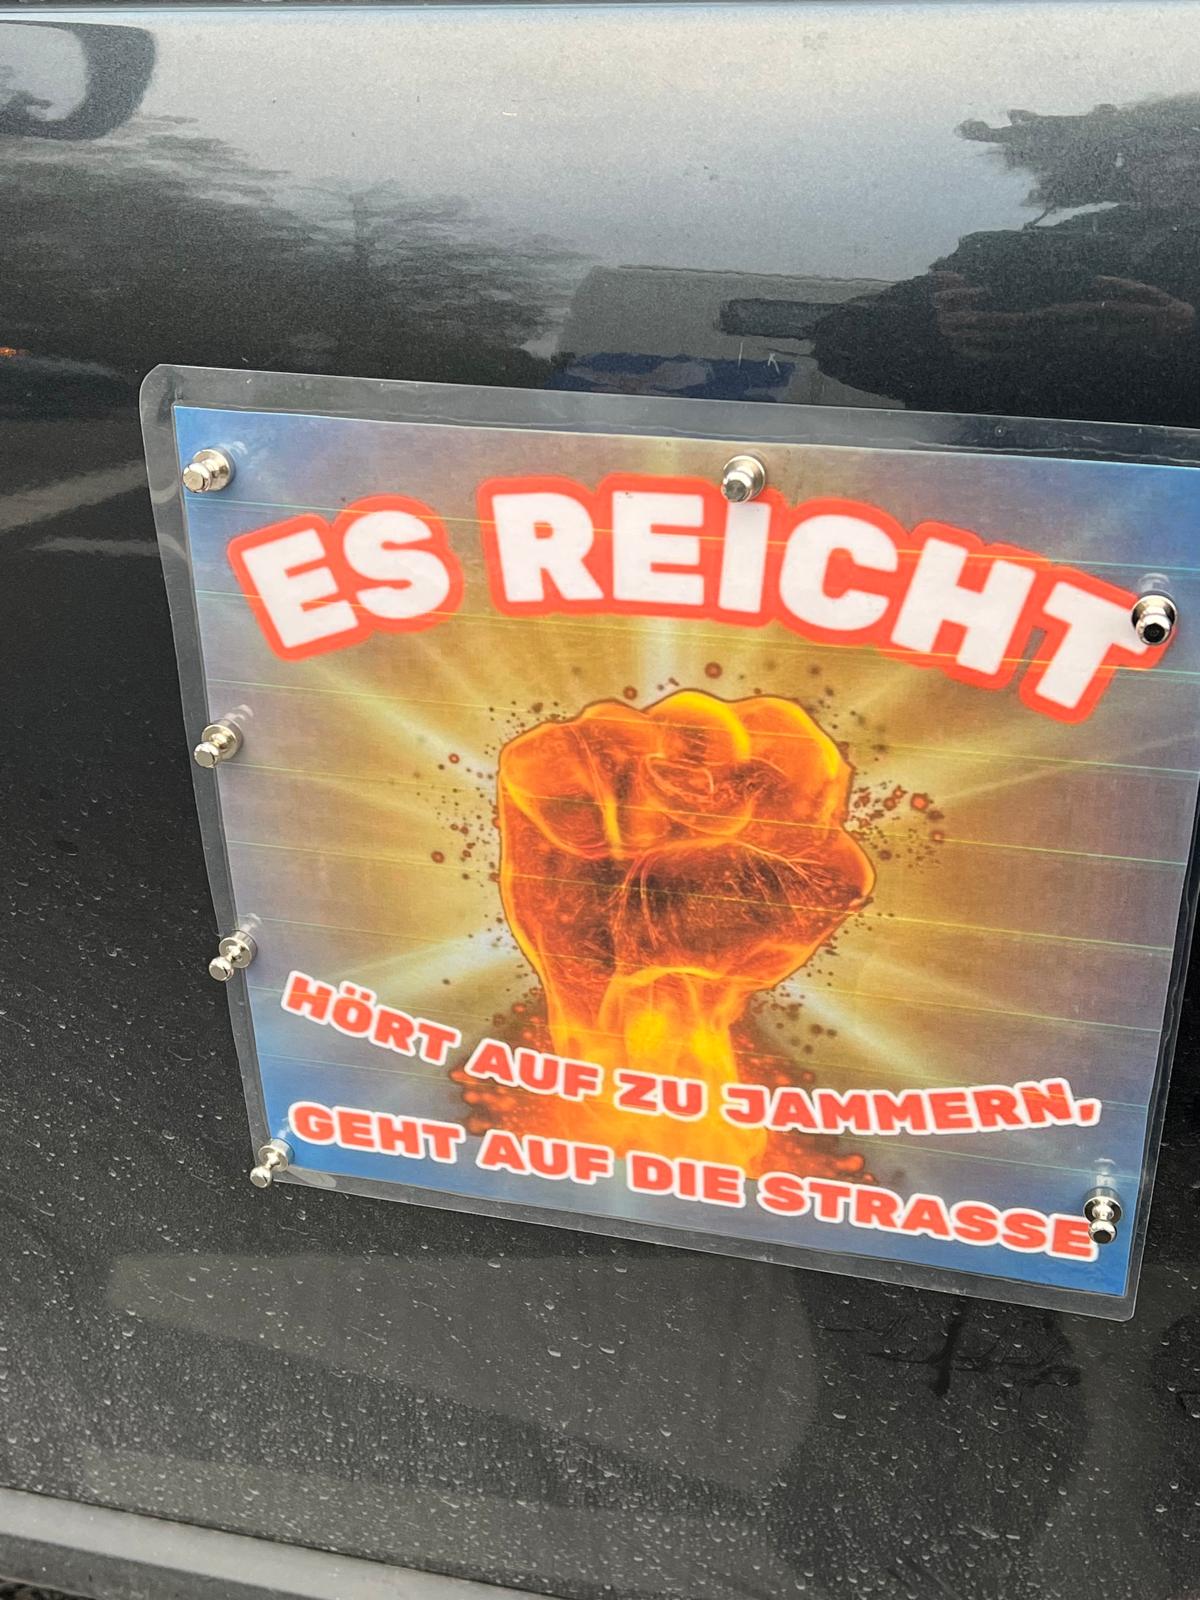 ES REICHT
HÖRT AUF ZU JAMMERN,
GEHT AUF DIE STRASSE